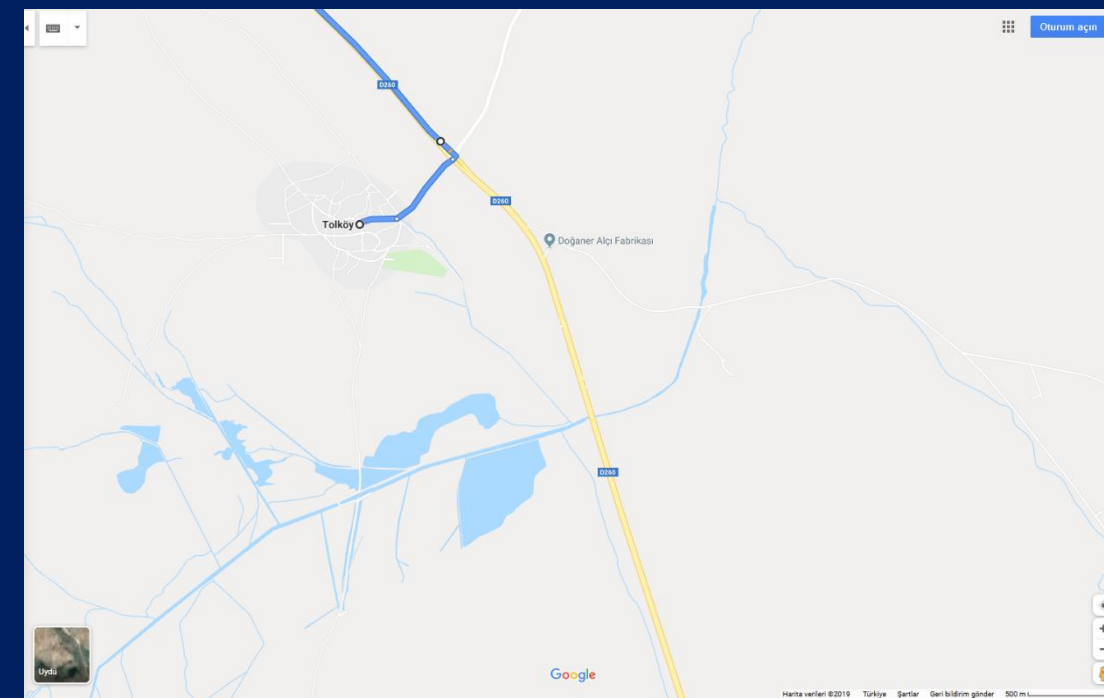 Oturum açın
D260
Tolköy
D260
Doğaner Alçı Fabrikası
D260
Uydu
Google
Harita verileri ©2019 Türkiye Şartlar Geri bildirim gönder 500 m